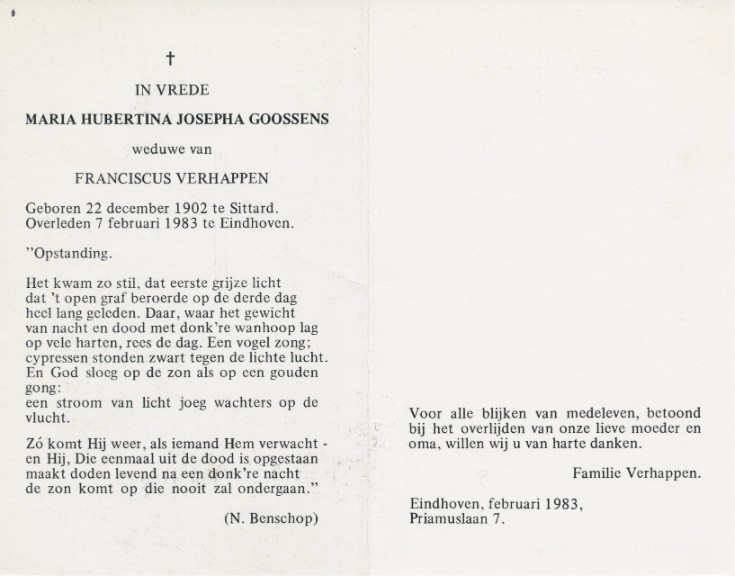 IN VREDE
MARIA HUBERTINA JOSEPHA GOOSSENS
weduwe van
FRANCISCUS VERHAPPEN
Geboren 22 december 1902 te Sittard.
Overleden 7 februari 1983 te Eindhoven.
”Opstanding.
Het kwam zo stil, dat eerste grijze licht
dat 't open graf beroerde op de derde dag
heel lang geleden. Daar, waar het gewicht
van nacht en dood met donk're wanhoop lag
op vele harten, rees de dag. Een vogel zong;
cypressen stonden zwart tegen de lichte lucht.
En God sloeg op de zon als op een gouden
gong:
een stroom van licht joeg wachters op de
vlucht.
Zó komt Hij weer, als iemand Hem verwacht -
en Hij, Die eenmaal uit de dood is opgestaan
maakt doden levend na een donk're nacht
de zon komt op die nooit zal ondergaan.”
(N. Benschop)
Voor alle blijken van medeleven, betoond
bij het overlijden van onze lieve moeder en
oma, willen wij u van harte danken.
Familie Verhappen.
Eindhoven, februari 1983,
Priamuslaan 7.